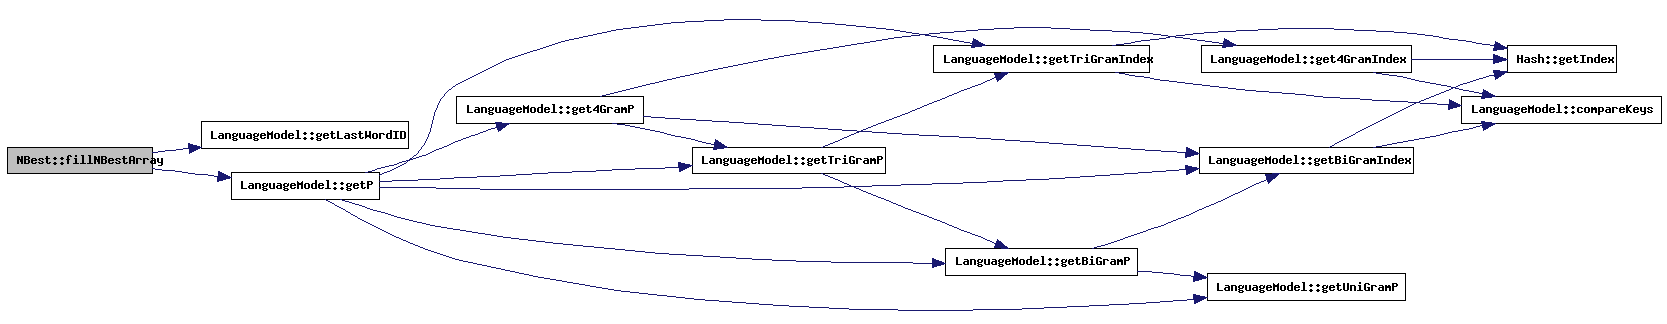 NBest::fillNBestArray
LanguageModel::getLastWordID
LanguageModel::getP
LanguageModel::get4GramP
LanguageModel::getTriGramP
LanguageModel::getTriGramIndex
LanguageModel::getBiGramP
LanguageModel::get4GramIndex
LanguageModel::getBiGramIndex
LanguageModel::getUniGramP
Hash::getIndex
LanguageModel::compareKeys